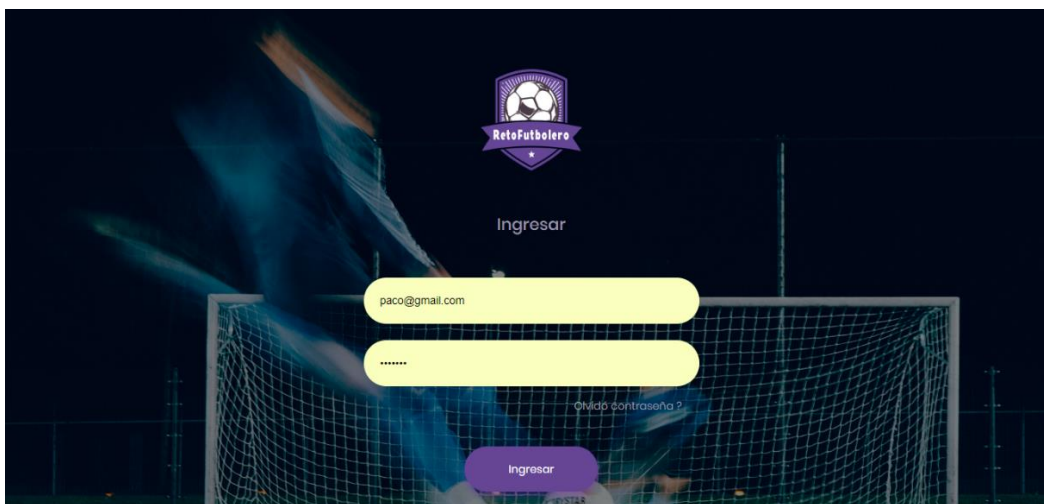 RetoFutbolero
Ingresar
paco@gmail.com
•••••••
Olvidó contraseña ?
Ingresar